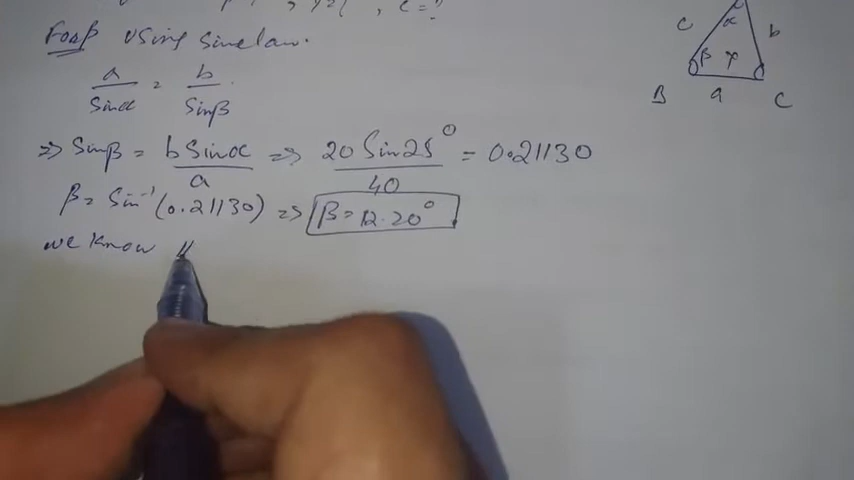 , γ=? , c=?
For β using sine law.
a/sinα = b/sinβ
⇒ sinβ = b sinα/a ⇒ 20 sin25°/40 = 0.21130
β = sin⁻¹(0.21130) ⇒ β = 12.20°
we know
α
c b
β γ
B a C